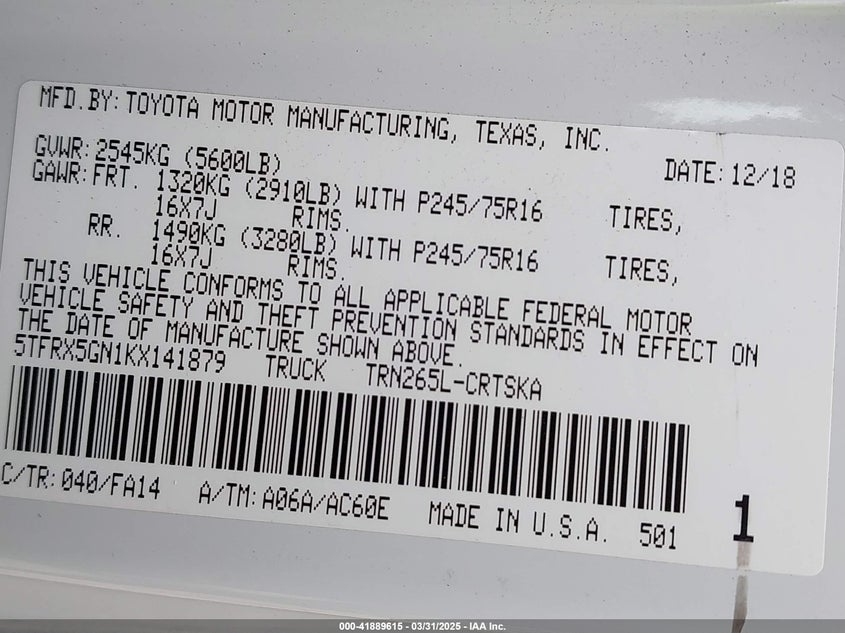 MFD.BY:TOYOTA MOTOR MANUFACTURING, TEXAS, INC.
GVWR:2545KG (5600LB) DATE:12/18
GAWR:FRT. 1320KG (2910LB) WITH P245/75R16 TIRES,
16X7J RIMS.
RR. 1490KG (3280LB) WITH P245/75R16 TIRES,
16X7J RIMS.
THIS VEHICLE CONFORMS TO ALL APPLICABLE FEDERAL MOTOR
VEHICLE SAFETY AND THEFT PREVENTION STANDARDS IN EFFECT ON
THE DATE OF MANUFACTURE SHOWN ABOVE.
5TFRX5GN1KX141879 TRUCK TRN265L-CRTSKA
C/TR:040/FA14 A/TM:A06A/AC60E MADE IN U.S.A. 501 1
000-41889615 - 03/31/2025 - IAA Inc.